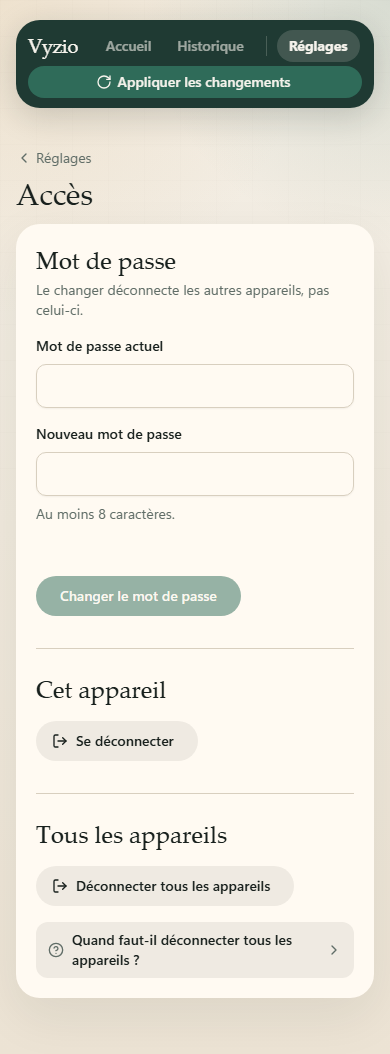 Vyzio
Accueil
Historique
Réglages
Appliquer les changements
Réglages
Accès
Mot de passe
Le changer déconnecte les autres appareils, pas
celui-ci.
Mot de passe actuel
Nouveau mot de passe
Au moins 8 caractères.
Changer le mot de passe
Cet appareil
Se déconnecter
Tous les appareils
Déconnecter tous les appareils
Quand faut-il déconnecter tous les
appareils ?